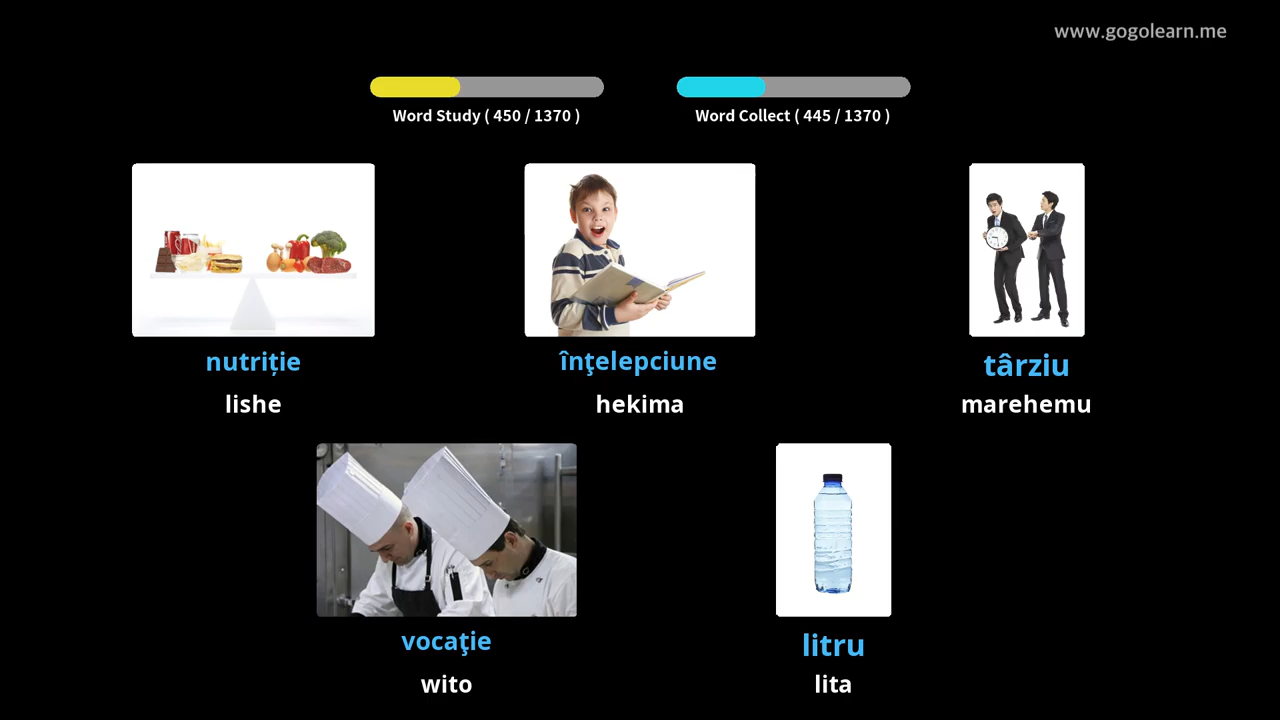 www.gogolearn.me
Word Study ( 450 / 1370 )
Word Collect ( 445 / 1370 )
nutriție
lishe
înţelepciune
hekima
târziu
marehemu
vocaţie
wito
litru
lita